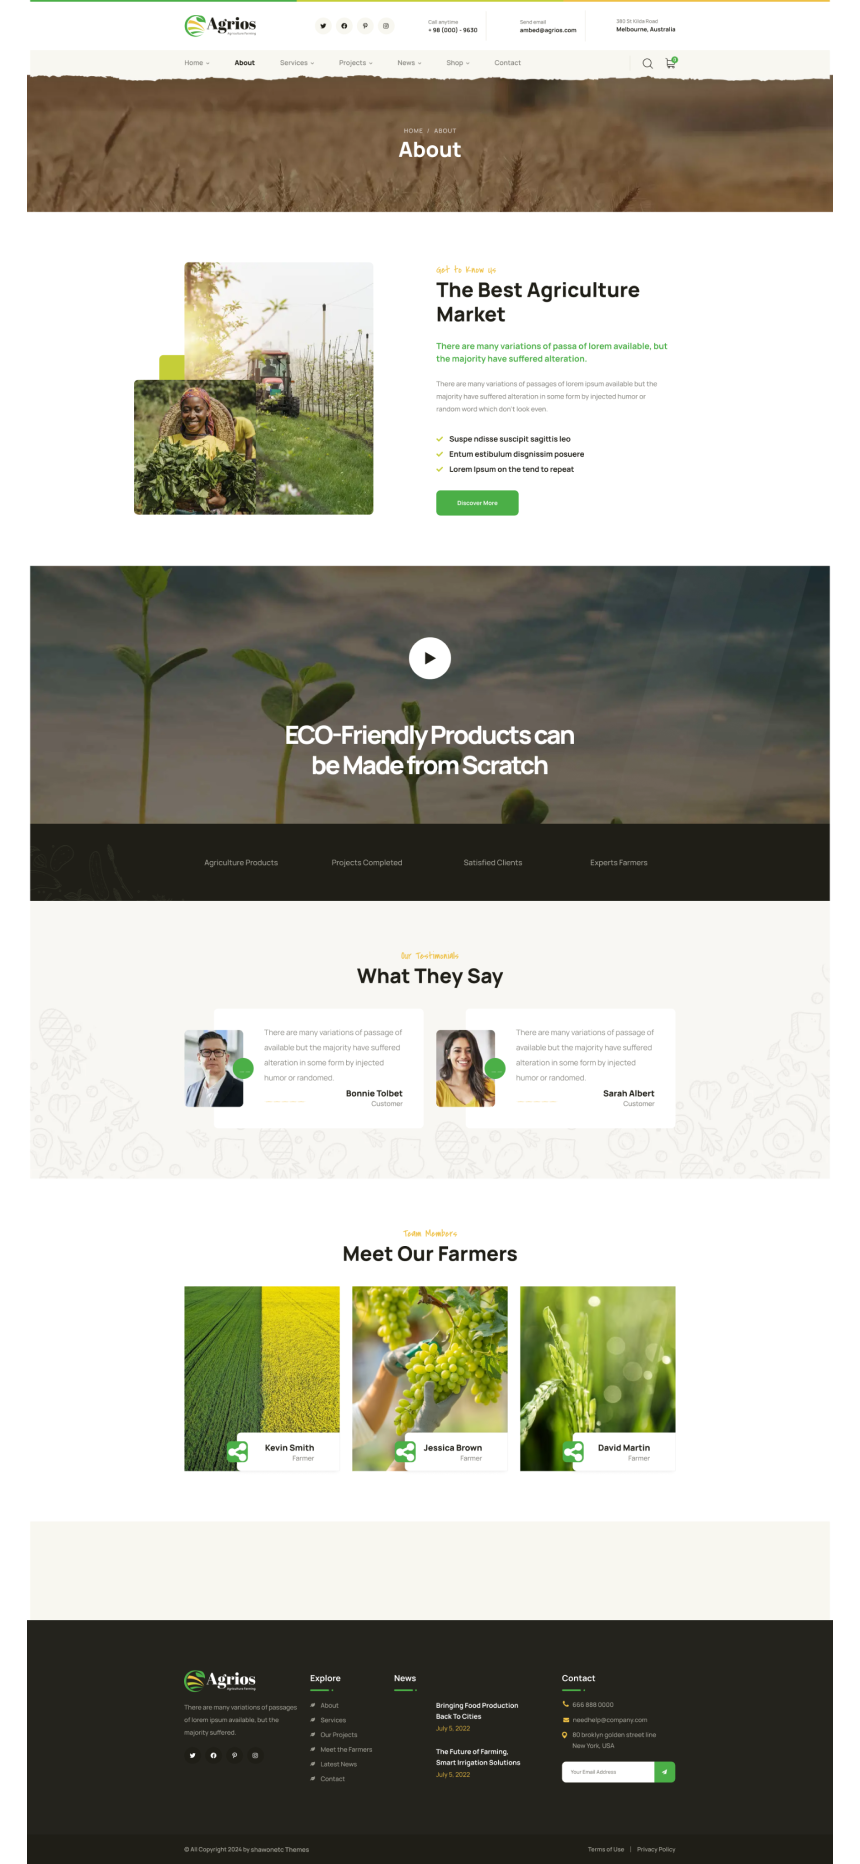 Agrios
Agriculture Farming
Call anytime
+ 98 (000) - 9630
Send email
ambed@agrios.com
380 St Kilda Road
Melbourne, Australia
Home
About
Services
Projects
News
Shop
Contact
0
HOME / ABOUT
About
Get to Know Us
The Best Agriculture
Market
There are many variations of passa of lorem available, but
the majority have suffered alteration.
There are many variations of passages of lorem ipsum available but the
majority have suffered alteration in some form by injected humor or
random word which don't look even.
Suspe ndisse suscipit sagittis leo
Entum estibulum disgnissim posuere
Lorem Ipsum on the tend to repeat
Discover More
ECO-Friendly Products can
be Made from Scratch
Agriculture Products
Projects Completed
Satisfied Clients
Experts Farmers
Our Testimonials
What They Say
There are many variations of passage of
available but the majority have suffered
alteration in some form by injected
humor or randomed.
Bonnie Tolbet
Customer
There are many variations of passage of
available but the majority have suffered
alteration in some form by injected
humor or randomed.
Sarah Albert
Customer
Team Members
Meet Our Farmers
Kevin Smith
Farmer
Jessica Brown
Farmer
David Martin
Farmer
Agrios
Agriculture Farming
There are many variations of passages
of lorem ipsum available, but the
majority suffered.
Explore
About
Services
Our Projects
Meet the Farmers
Latest News
Contact
News
Bringing Food Production
Back To Cities
July 5, 2022
The Future of Farming,
Smart Irrigation Solutions
July 5, 2022
Contact
666 888 0000
needhelp@company.com
80 broklyn golden street line
New York, USA
Your Email Address
© All Copyright 2024 by shawonetc Themes
Terms of Use | Privacy Policy